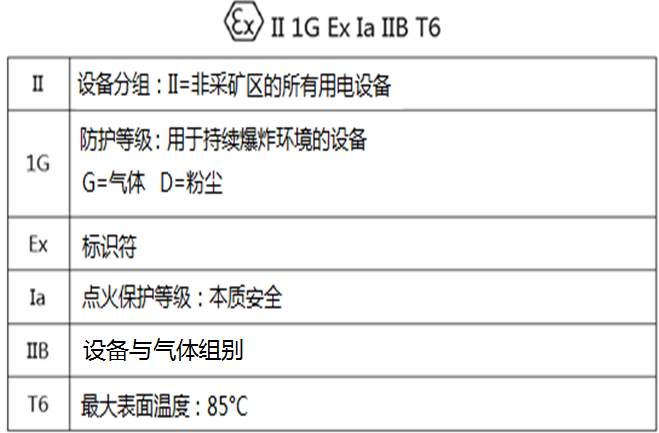 Ex II 1G Ex Ia IIB T6
II 设备分组：II=非采矿区的所有用电设备
1G 防护等级：用于持续爆炸环境的设备
G=气体 D=粉尘
Ex 标识符
Ia 点火保护等级：本质安全
IIB 设备与气体组别
T6 最大表面温度：85°C